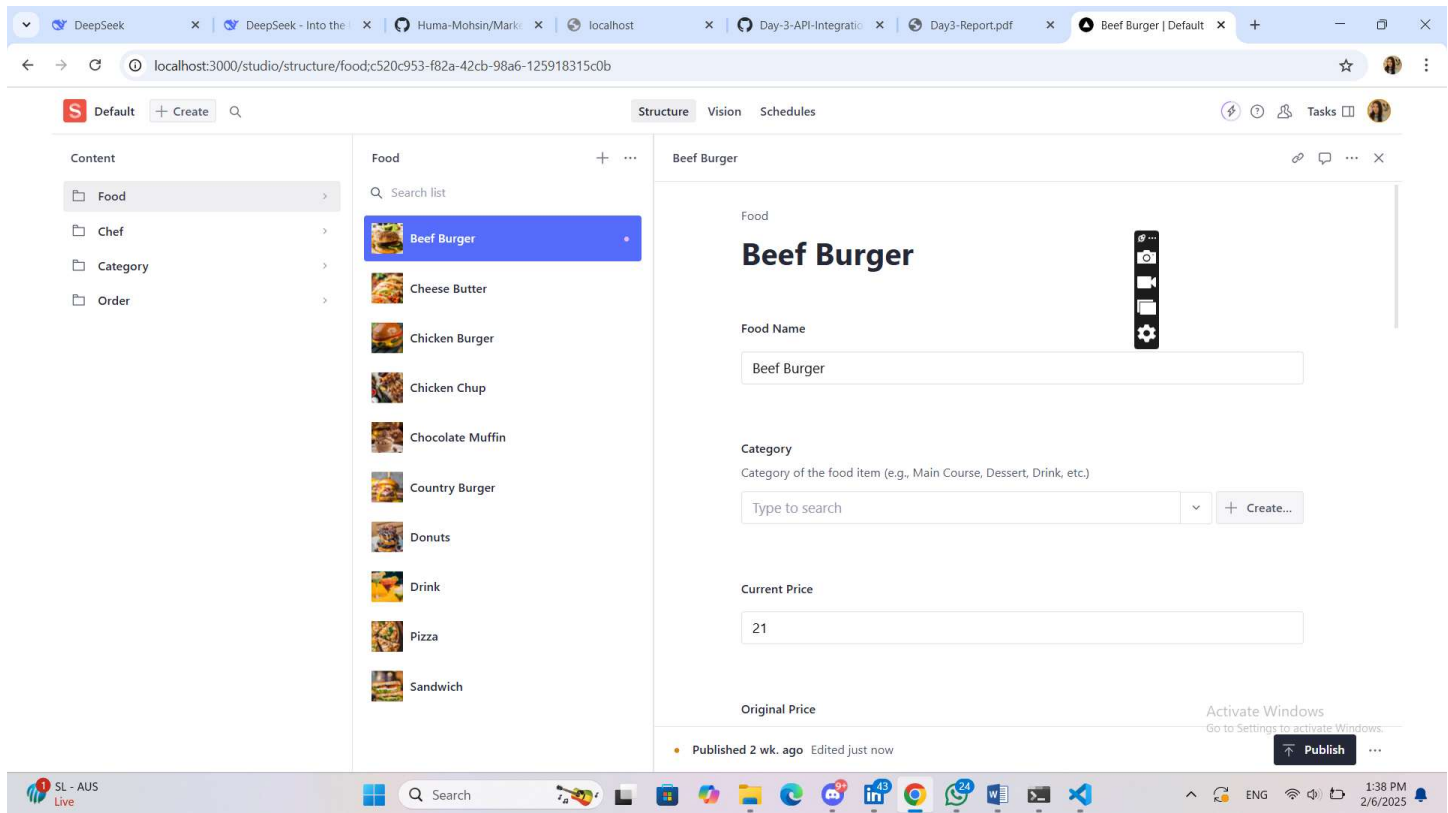 DeepSeek
DeepSeek - Into the
Huma-Mohsin/Marke
localhost
Day-3-API-Integratio
Day3-Report.pdf
Beef Burger | Default
localhost:3000/studio/structure/food;c520c953-f82a-42cb-98a6-125918315c0b
S Default + Create
Structure Vision Schedules
Tasks
Content
Food
Chef
Category
Order
Food
Search list
Beef Burger
Cheese Butter
Chicken Burger
Chicken Chup
Chocolate Muffin
Country Burger
Donuts
Drink
Pizza
Sandwich
Beef Burger
Food
Beef Burger
Food Name
Beef Burger
Category
Category of the food item (e.g., Main Course, Dessert, Drink, etc.)
Type to search
+ Create...
Current Price
21
Original Price
Activate Windows
Go to Settings to activate Windows.
Published 2 wk. ago Edited just now
Publish
1
SL - AUS
Live
Search
9+
43
24
ENG
1:38 PM
2/6/2025